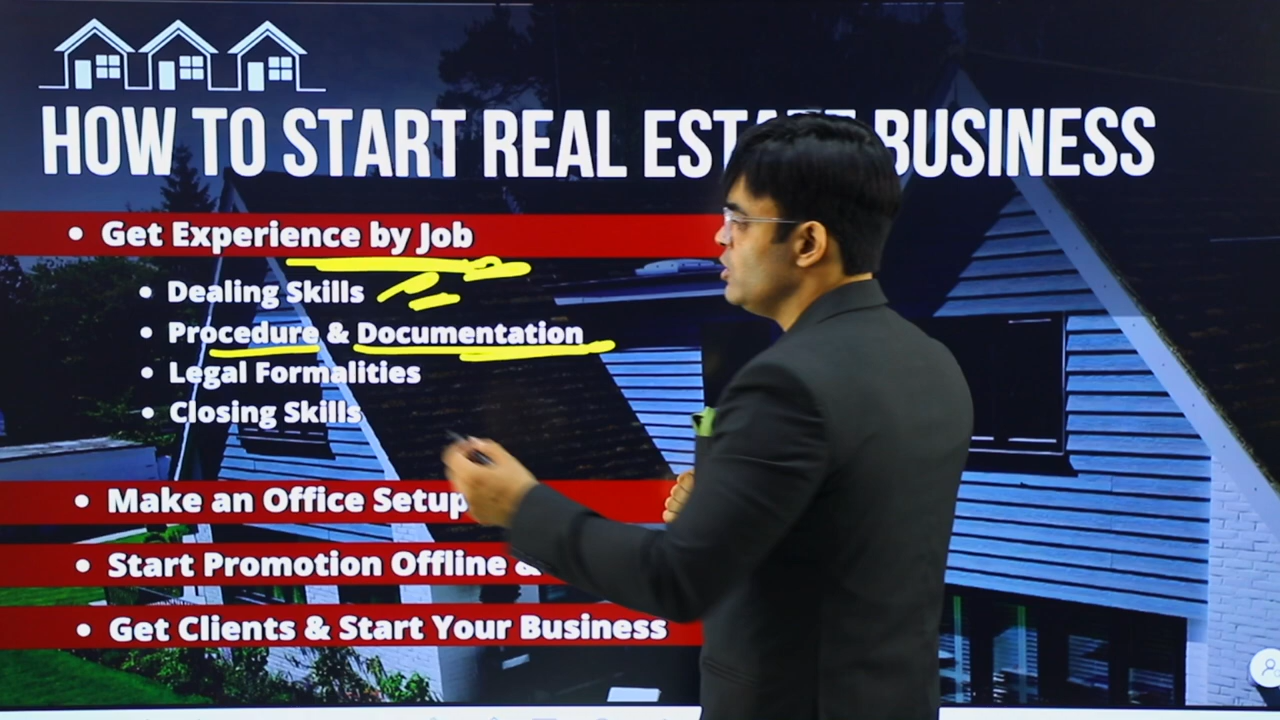 HOW TO START REAL ESTATE BUSINESS
• Get Experience by Job
• Dealing Skills
• Procedure & Documentation
• Legal Formalities
• Closing Skills
• Make an Office Setup
• Start Promotion Offline &
• Get Clients & Start Your Business